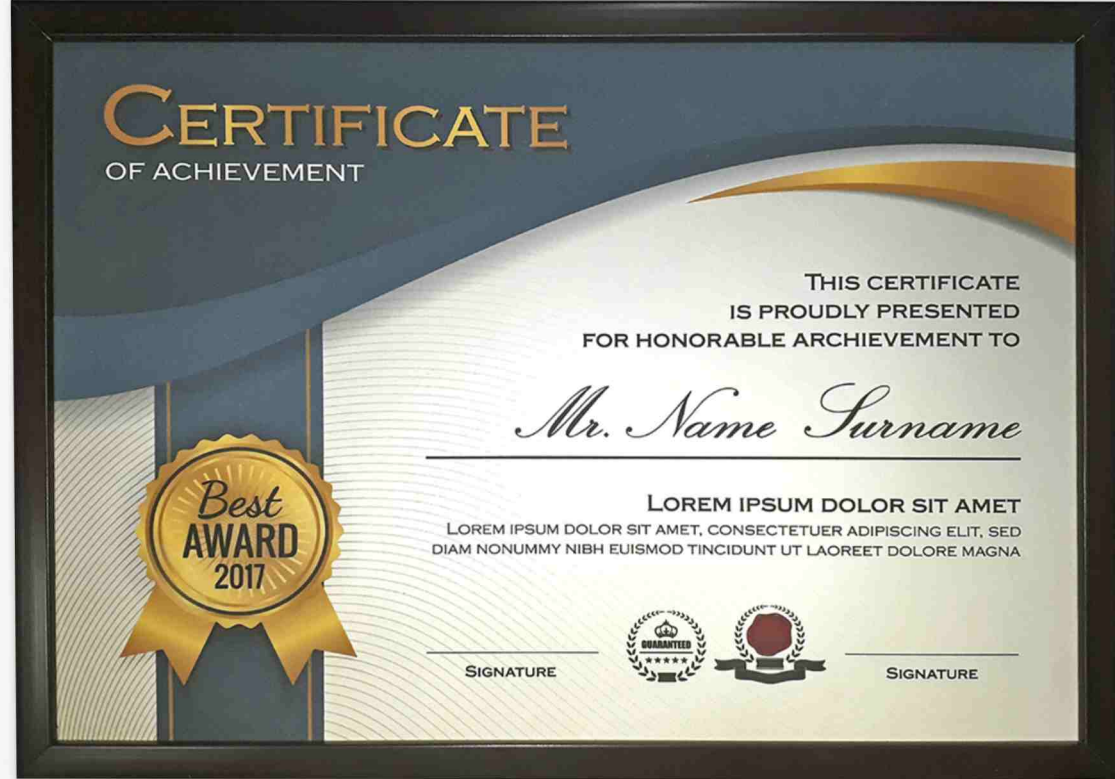 CERTIFICATE
OF ACHIEVEMENT
THIS CERTIFICATE
IS PROUDLY PRESENTED
FOR HONORABLE ARCHIEVEMENT TO
Mr. Name Surname
LOREM IPSUM DOLOR SIT AMET
LOREM IPSUM DOLOR SIT AMET, CONSECTETUER ADIPISCING ELIT, SED
DIAM NONUMMY NIBH EUISMOD TINCIDUNT UT LAOREET DOLORE MAGNA
Best
AWARD
2017
GUARANTEED
SIGNATURE
SIGNATURE